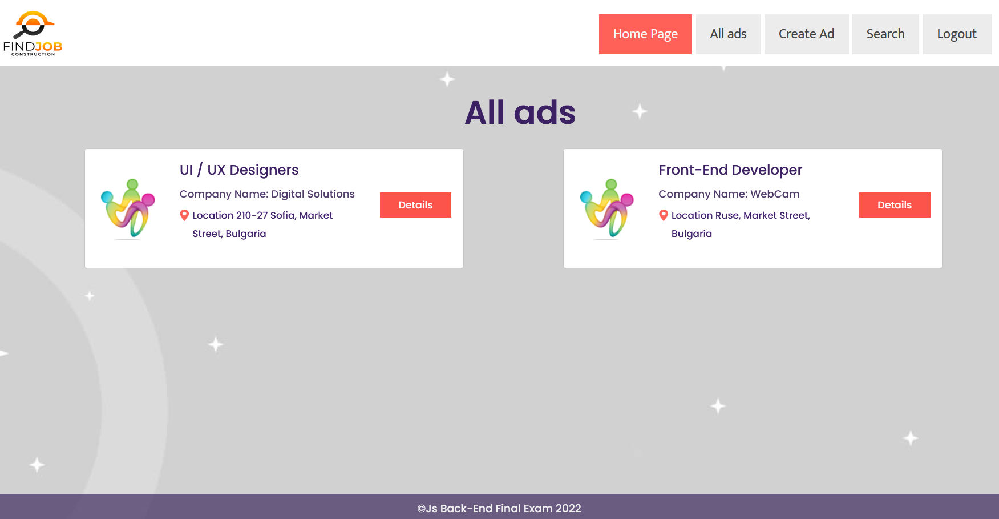 FINDJOB
CONSTRUCTION
Home Page
All ads
Create Ad
Search
Logout
All ads
UI / UX Designers
Company Name: Digital Solutions
Location 210-27 Sofia, Market
Street, Bulgaria
Details
Front-End Developer
Company Name: WebCam
Location Ruse, Market Street,
Bulgaria
Details
©Js Back-End Final Exam 2022